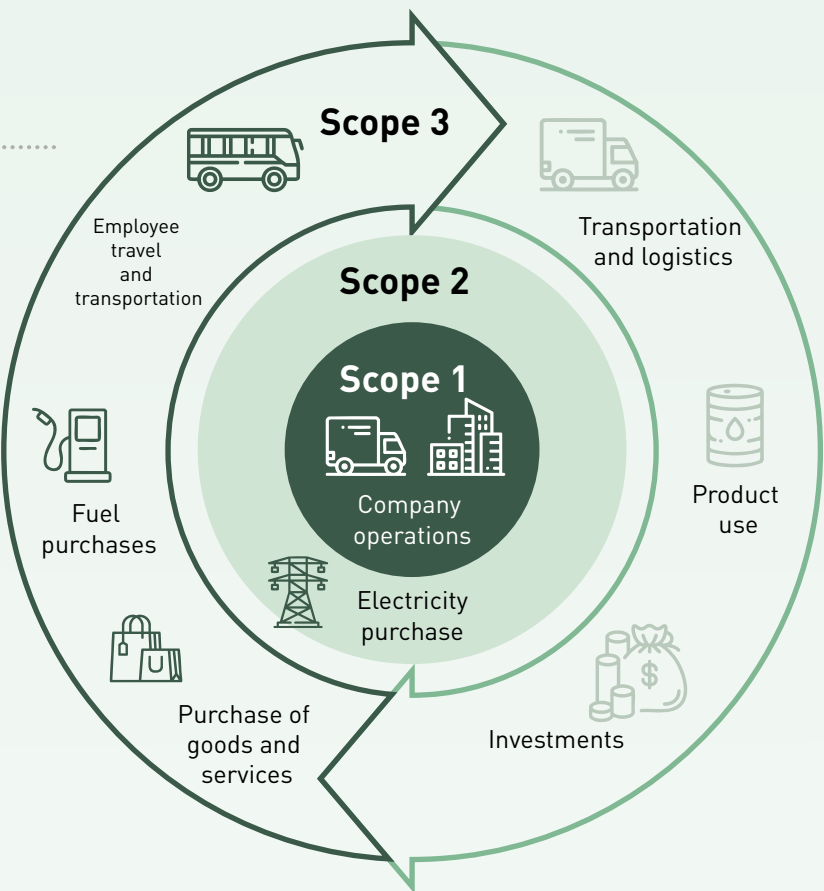 Scope 3
Employee
travel
and
transportation
Transportation
and logistics
Scope 2
Scope 1
Company
operations
Fuel
purchases
Product
use
Electricity
purchase
Purchase of
goods and
services
Investments
$